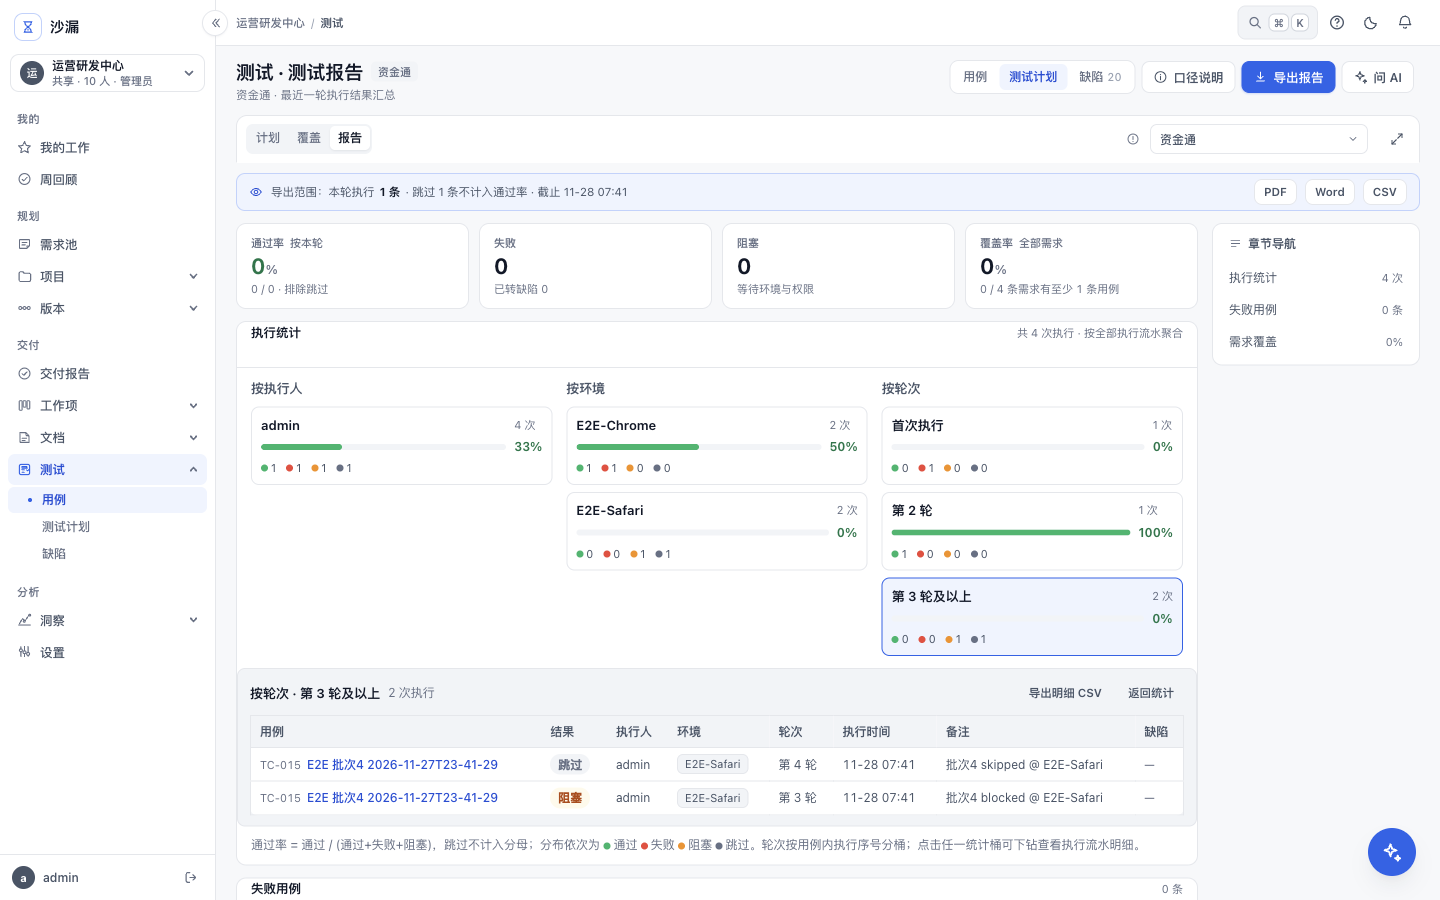 沙漏
运
运营研发中心
共享 · 10 人 · 管理员
我的
我的工作
周回顾
规划
需求池
项目
版本
交付
交付报告
工作项
文档
测试
用例
测试计划
缺陷
分析
洞察
设置
a admin
运营研发中心 / 测试
⌘ K
测试 · 测试报告 资金通
资金通 · 最近一轮执行结果汇总
用例 测试计划 缺陷 20
口径说明
导出报告
问 AI
计划 覆盖 报告
资金通
导出范围：本轮执行 1 条 · 跳过 1 条不计入通过率 · 截止 11-28 07:41
PDF Word CSV
通过率 按本轮
0%
0 / 0 · 排除跳过
失败
0
已转缺陷 0
阻塞
0
等待环境与权限
覆盖率 全部需求
0%
0 / 4 条需求有至少 1 条用例
章节导航
执行统计 4 次
失败用例 0 条
需求覆盖 0%
执行统计 共 4 次执行 · 按全部执行流水聚合
按执行人
admin 4 次
33%
1 1 1 1
按环境
E2E-Chrome 2 次
50%
1 1 0 0
E2E-Safari 2 次
0%
0 0 1 1
按轮次
首次执行 1 次
0%
0 1 0 0
第 2 轮 1 次
100%
1 0 0 0
第 3 轮及以上 2 次
0%
0 0 1 1
按轮次 · 第 3 轮及以上 2 次执行 导出明细 CSV 返回统计
用例 结果 执行人 环境 轮次 执行时间 备注 缺陷
TC-015 E2E 批次4 2026-11-27T23-41-29 跳过 admin E2E-Safari 第 4 轮 11-28 07:41 批次4 skipped @ E2E-Safari —
TC-015 E2E 批次4 2026-11-27T23-41-29 阻塞 admin E2E-Safari 第 3 轮 11-28 07:41 批次4 blocked @ E2E-Safari —
通过率 = 通过 / (通过+失败+阻塞)，跳过不计入分母；分布依次为 ● 通过 ● 失败 ● 阻塞 ● 跳过。轮次按用例内执行序号分桶；点击任一统计桶可下钻查看执行流水明细。
失败用例 0 条